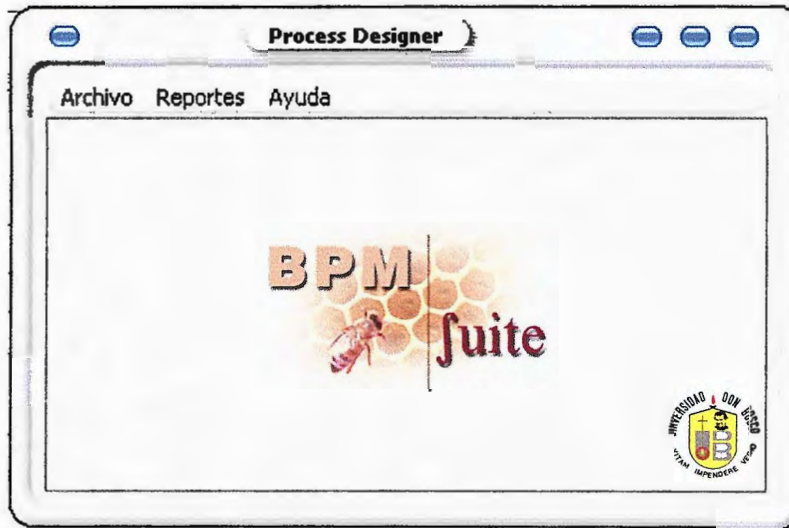 Process Designer
Archivo Reportes Ayuda
BPM
ſuite
UNIVERSIDAD DON BOSCO
VITAM IMPENDERE VERO